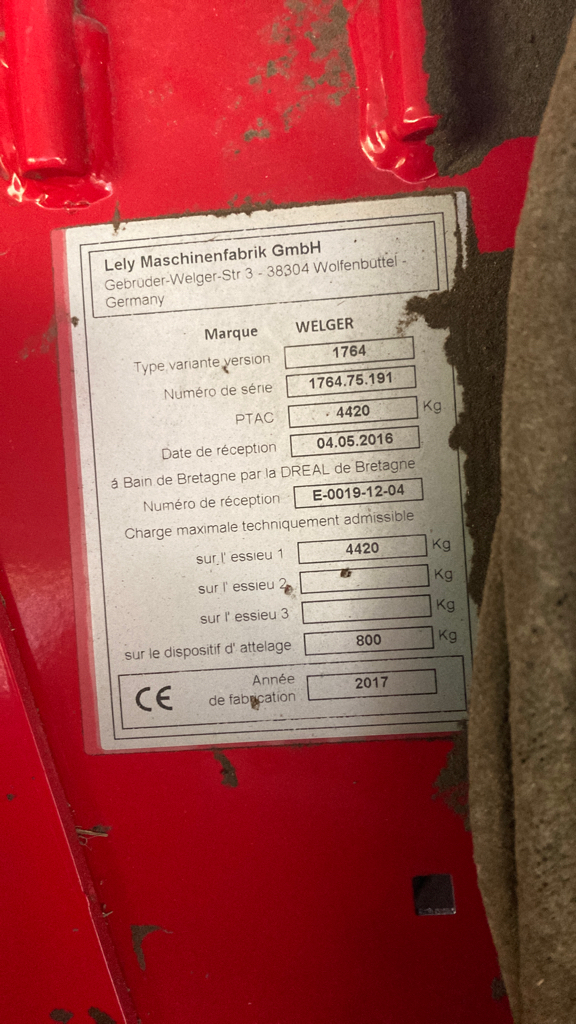 Lely Maschinenfabrik GmbH
Gebrüder-Welger-Str 3 - 38304 Wolfenbüttel -
Germany
Marque WELGER
Type variante version 1764
Numéro de série 1764.75.191
PTAC 4420 Kg
Date de réception 04.05.2016
á Bain de Bretagne par la DREAL de Bretagne
Numéro de réception E-0019-12-04
Charge maximale techniquement admissible
sur l' essieu 1 4420 Kg
sur l' essieu 2 Kg
sur l' essieu 3 Kg
sur le dispositif d' attelage 800 Kg
CE Année
de fabrication 2017